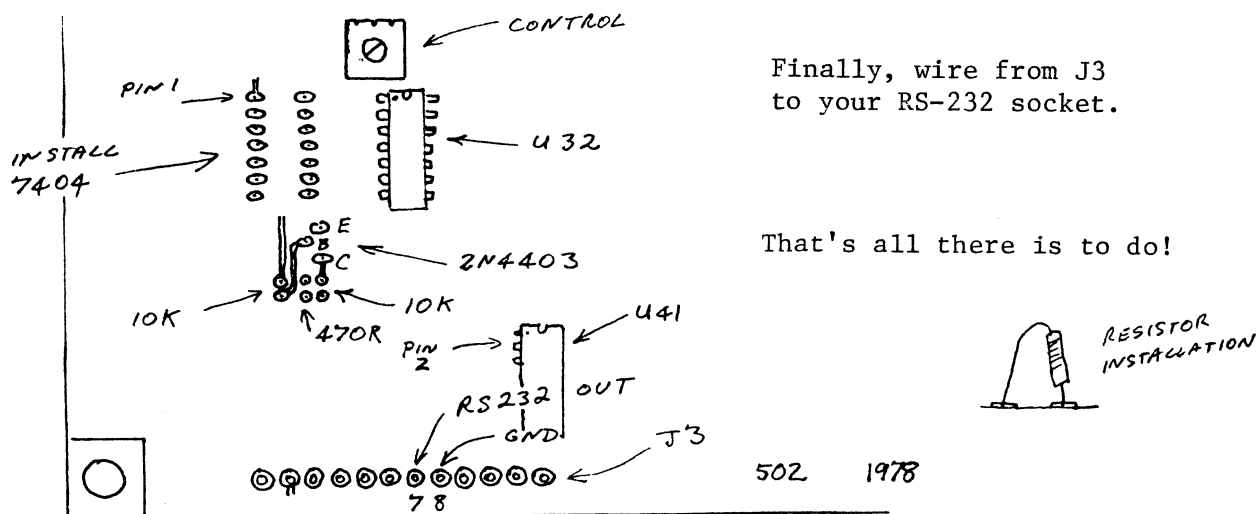 CONTROL
Finally, wire from J3
to your RS-232 socket.
PIN 1
U 32
INSTALL
7404
E
B
C
2N4403
That's all there is to do!
10K
470R
10K
U41
PIN
2
RESISTOR
INSTALLATION
RS232 OUT
GND
J3
7 8
502 1978